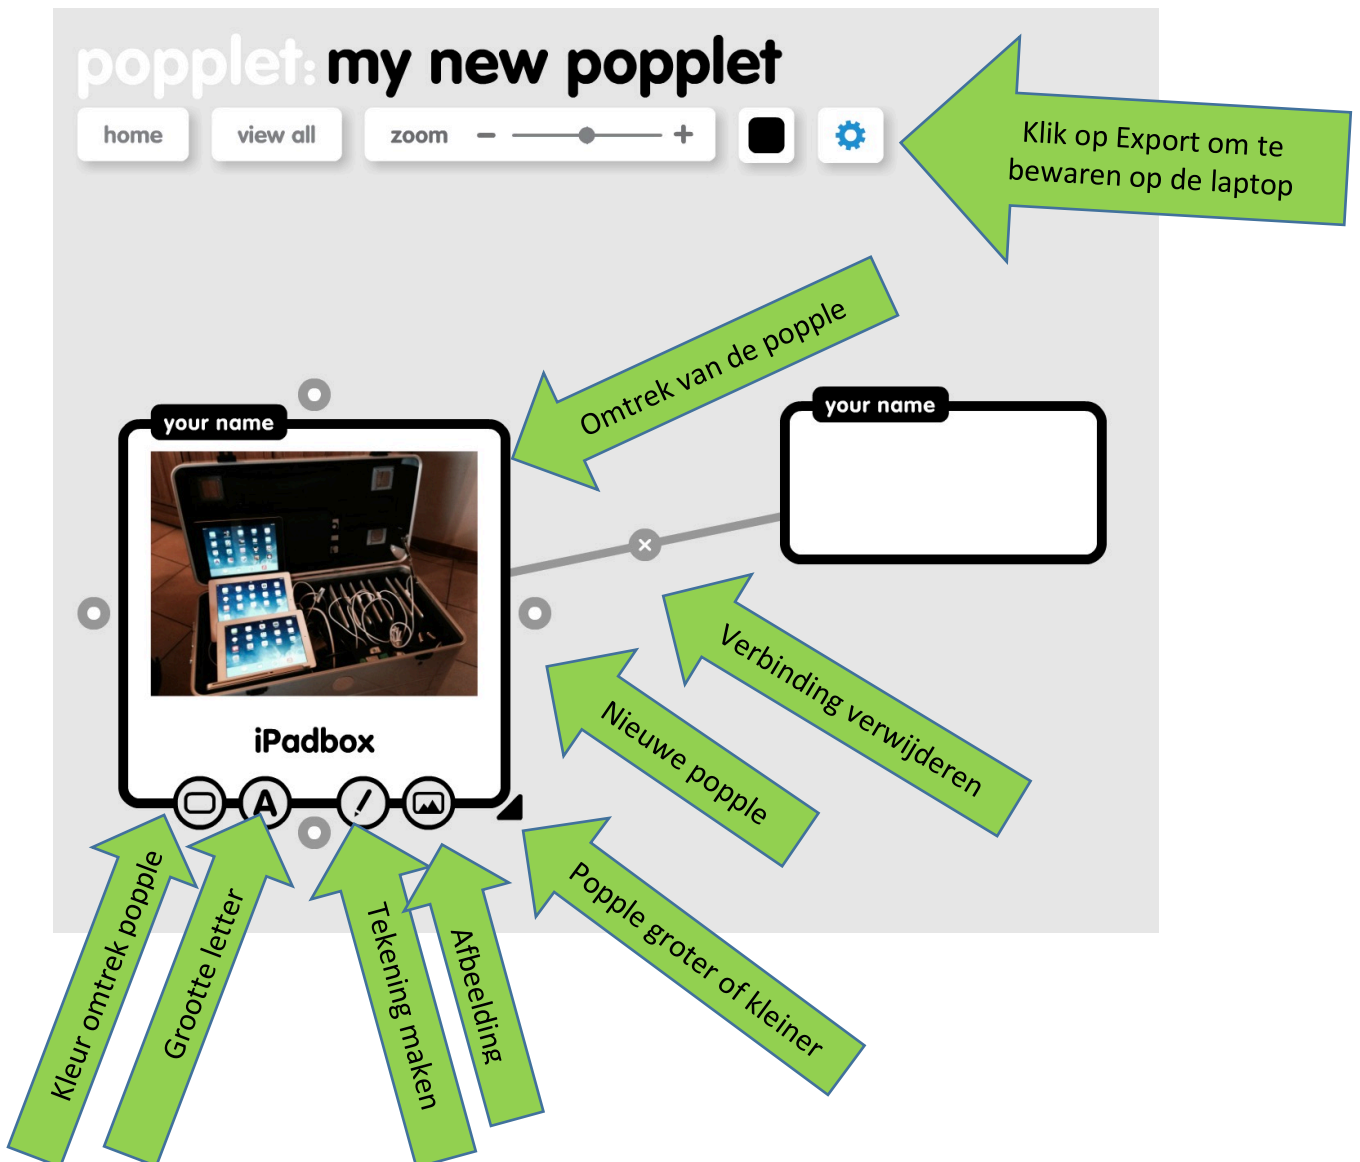 popplet: my new popplet
home
view all
zoom - +
Klik op Export om te
bewaren op de laptop
Omtrek van de popple
your name
your name
Verbinding verwijderen
Nieuwe popple
iPadbox
A
Popple groter of kleiner
Kleur omtrek popple
Grootte letter
Tekening maken
Afbeelding